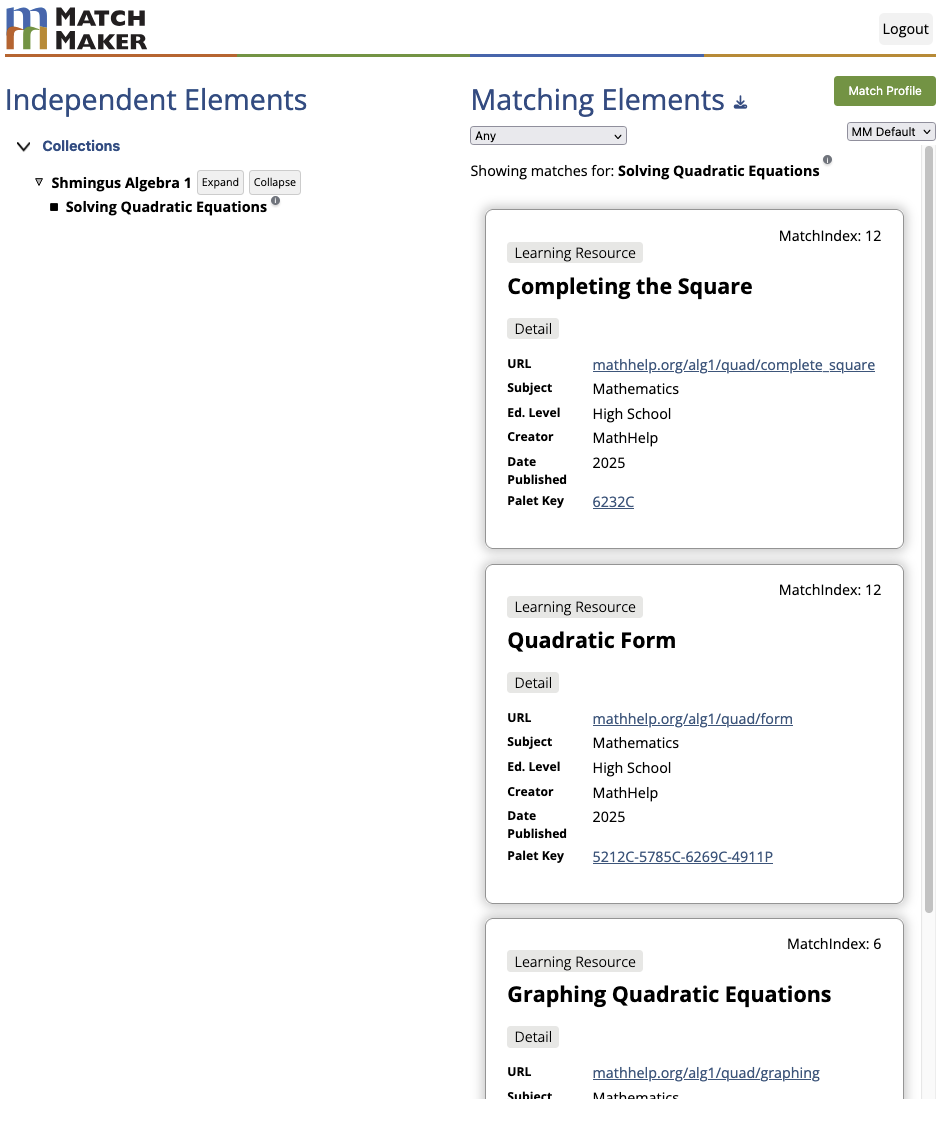 MATCH
MAKER
Logout
Independent Elements
Collections
Shmingus Algebra 1 Expand Collapse
Solving Quadratic Equations
Matching Elements
Match Profile
Any
MM Default
Showing matches for: Solving Quadratic Equations
MatchIndex: 12
Learning Resource
Completing the Square
Detail
URL mathhelp.org/alg1/quad/complete_square
Subject Mathematics
Ed. Level High School
Creator MathHelp
Date Published 2025
Palet Key 6232C
MatchIndex: 12
Learning Resource
Quadratic Form
Detail
URL mathhelp.org/alg1/quad/form
Subject Mathematics
Ed. Level High School
Creator MathHelp
Date Published 2025
Palet Key 5212C-5785C-6269C-4911P
MatchIndex: 6
Learning Resource
Graphing Quadratic Equations
Detail
URL mathhelp.org/alg1/quad/graphing
Subject Mathematics